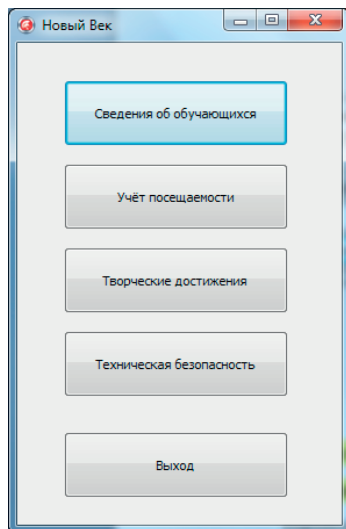 Новый Век
Сведения об обучающихся
Учёт посещаемости
Творческие достижения
Техническая безопасность
Выход